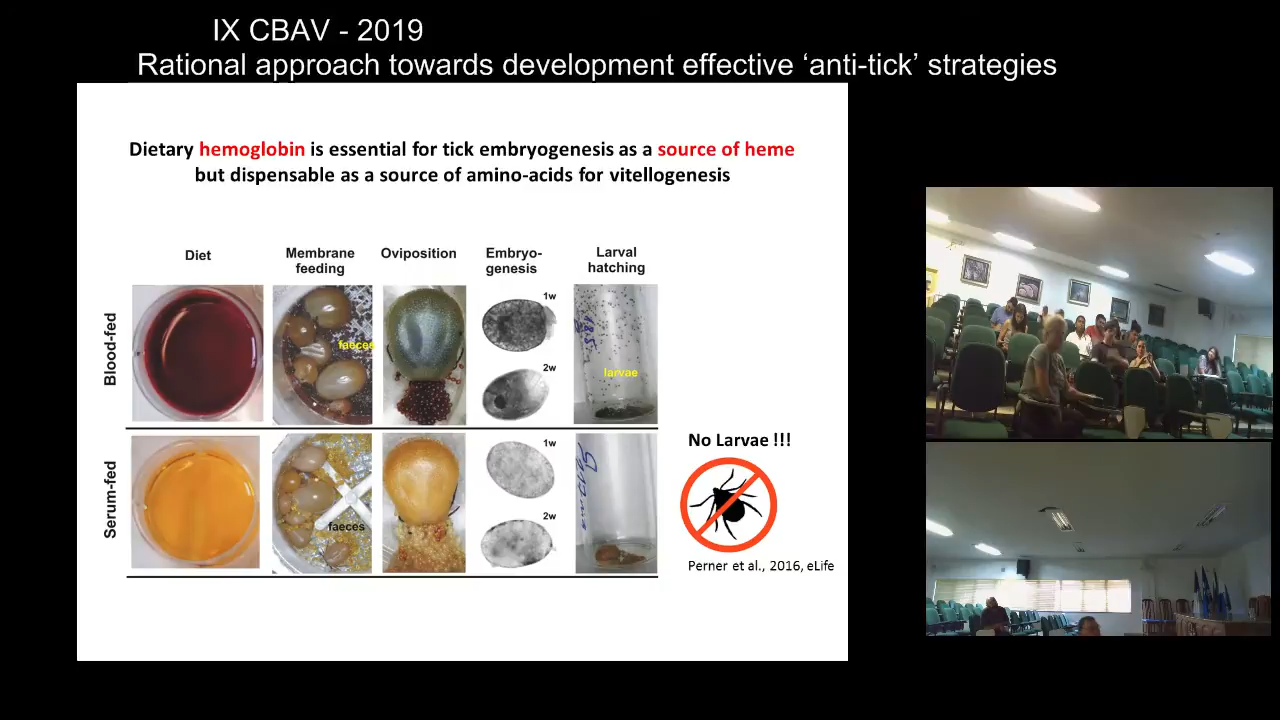 IX CBAV - 2019
Rational approach towards development effective ‘anti-tick’ strategies
Dietary hemoglobin is essential for tick embryogenesis as a source of heme
but dispensable as a source of amino-acids for vitellogenesis
Diet
Membrane
feeding
Oviposition
Embryo-
genesis
Larval
hatching
Blood-fed
faeces
1w
2w
larvae
Serum-fed
faeces
1w
2w
No Larvae !!!
Perner et al., 2016, eLife